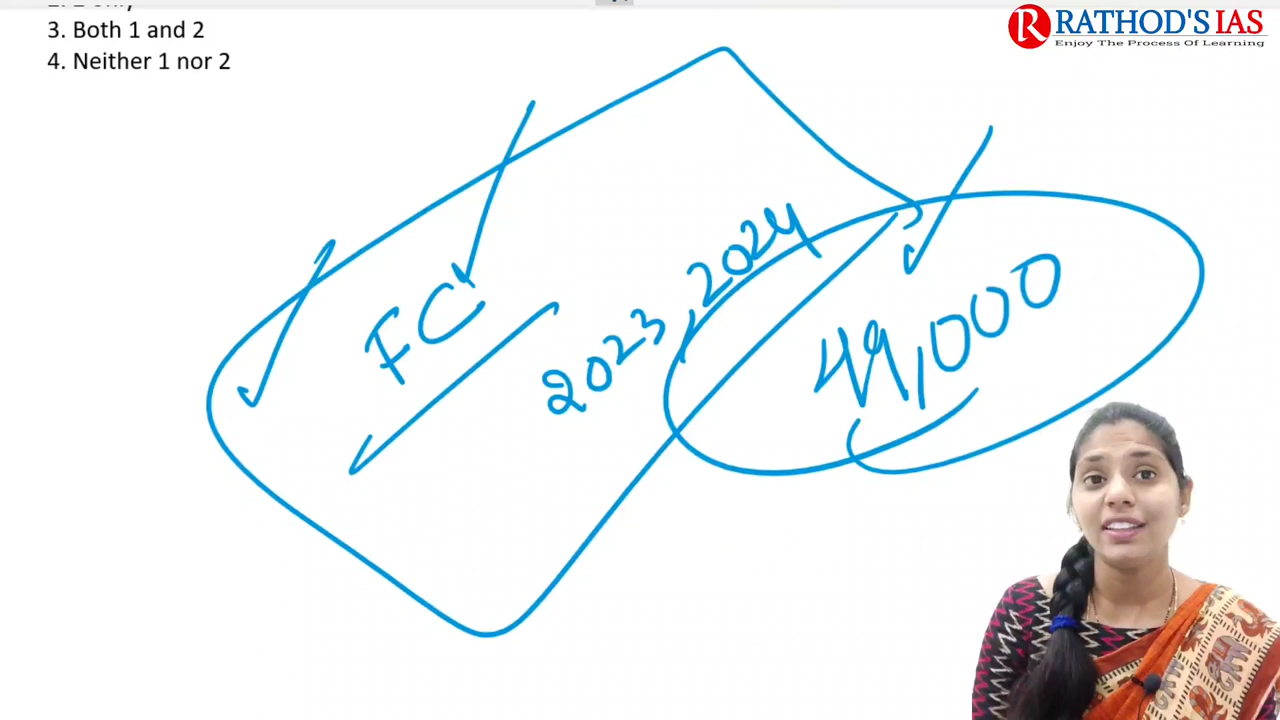 3. Both 1 and 2
4. Neither 1 nor 2
R RATHOD'S IAS
Enjoy The Process Of Learning
FC
2023, 2024
49,000